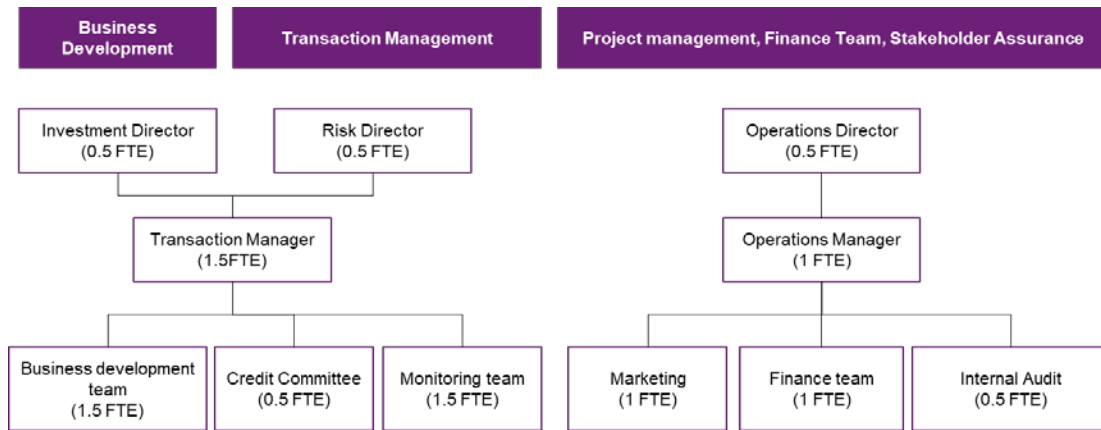 Business
Development
Transaction Management
Project management, Finance Team, Stakeholder Assurance
Investment Director
(0.5 FTE)
Risk Director
(0.5 FTE)
Operations Director
(0.5 FTE)
Transaction Manager
(1.5FTE)
Operations Manager
(1 FTE)
Business development
team
(1.5 FTE)
Credit Committee
(0.5 FTE)
Monitoring team
(1.5 FTE)
Marketing
(1 FTE)
Finance team
(1 FTE)
Internal Audit
(0.5 FTE)